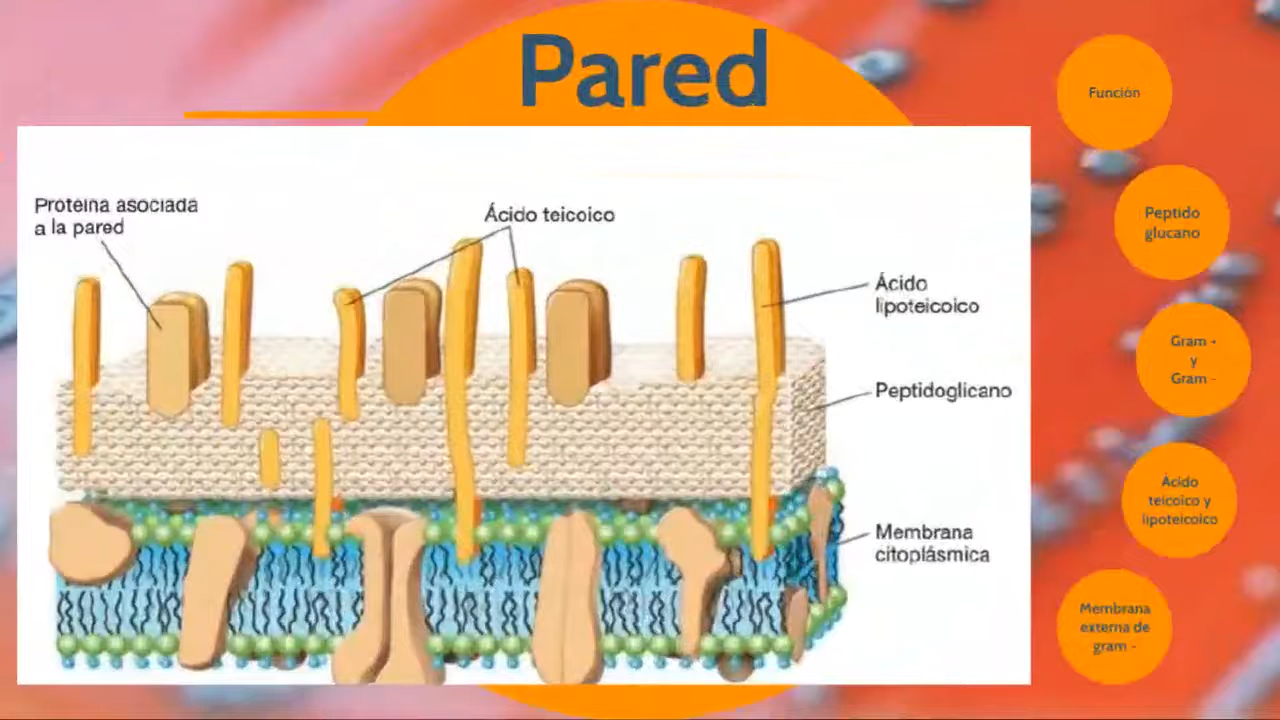 Pared
Proteína asociada
a la pared
Ácido teicoico
Ácido
lipoteicoico
Peptidoglicano
Membrana
citoplásmica
Función
Peptido
glucano
Gram +
y
Gram -
Ácido
teicoico y
lipoteicoico
Membrana
externa de
gram -